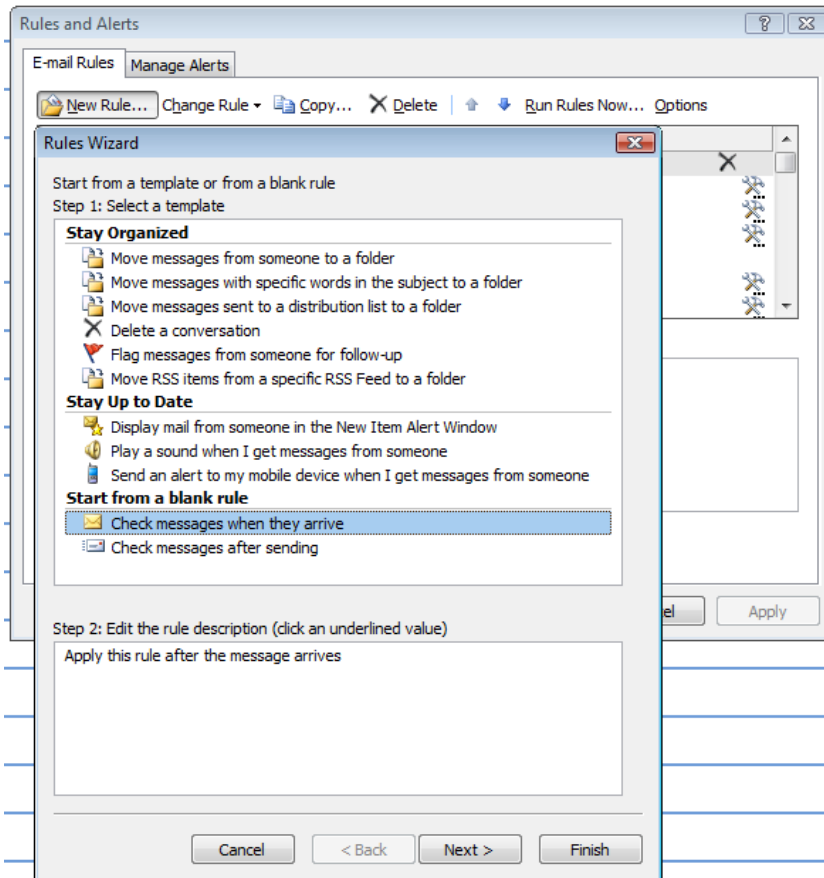 Rules and Alerts
E-mail Rules Manage Alerts
New Rule... Change Rule Copy... Delete Run Rules Now... Options
Rules Wizard
Start from a template or from a blank rule
Step 1: Select a template
Stay Organized
Move messages from someone to a folder
Move messages with specific words in the subject to a folder
Move messages sent to a distribution list to a folder
Delete a conversation
Flag messages from someone for follow-up
Move RSS items from a specific RSS Feed to a folder
Stay Up to Date
Display mail from someone in the New Item Alert Window
Play a sound when I get messages from someone
Send an alert to my mobile device when I get messages from someone
Start from a blank rule
Check messages when they arrive
Check messages after sending
el Apply
Step 2: Edit the rule description (click an underlined value)
Apply this rule after the message arrives
Cancel < Back Next > Finish